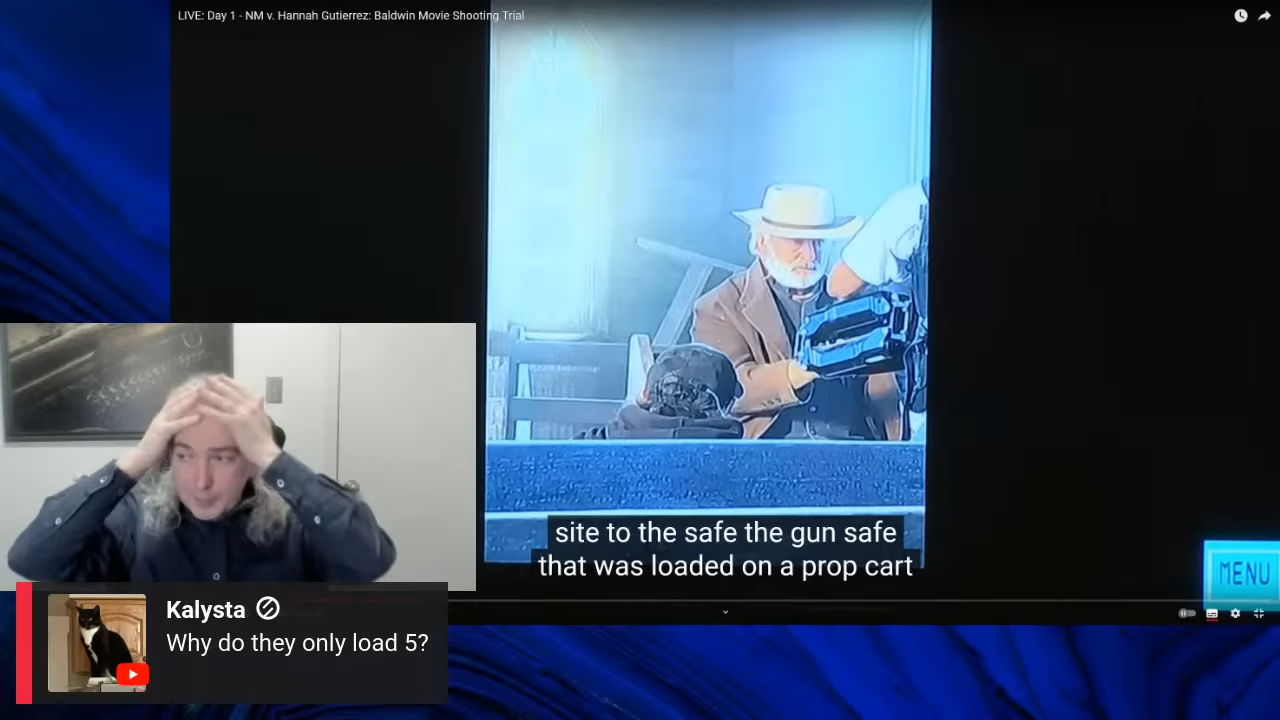 LIVE: Day 1 - NM v. Hannah Gutierrez: Baldwin Movie Shooting Trial
site to the safe the gun safe
that was loaded on a prop cart
MENU
Kalysta
Why do they only load 5?